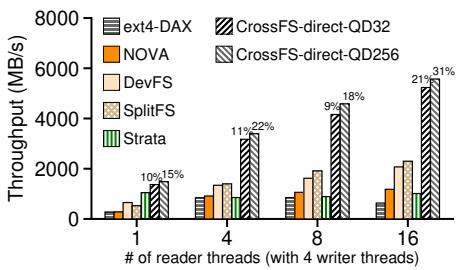 8000
6000
4000
2000
0
Throughput (MB/s)
ext4-DAX
NOVA
DevFS
SplitFS
Strata
CrossFS-direct-QD32
CrossFS-direct-QD256
10% 15%
11% 22%
9% 18%
21% 31%
1 4 8 16
# of reader threads (with 4 writer threads)